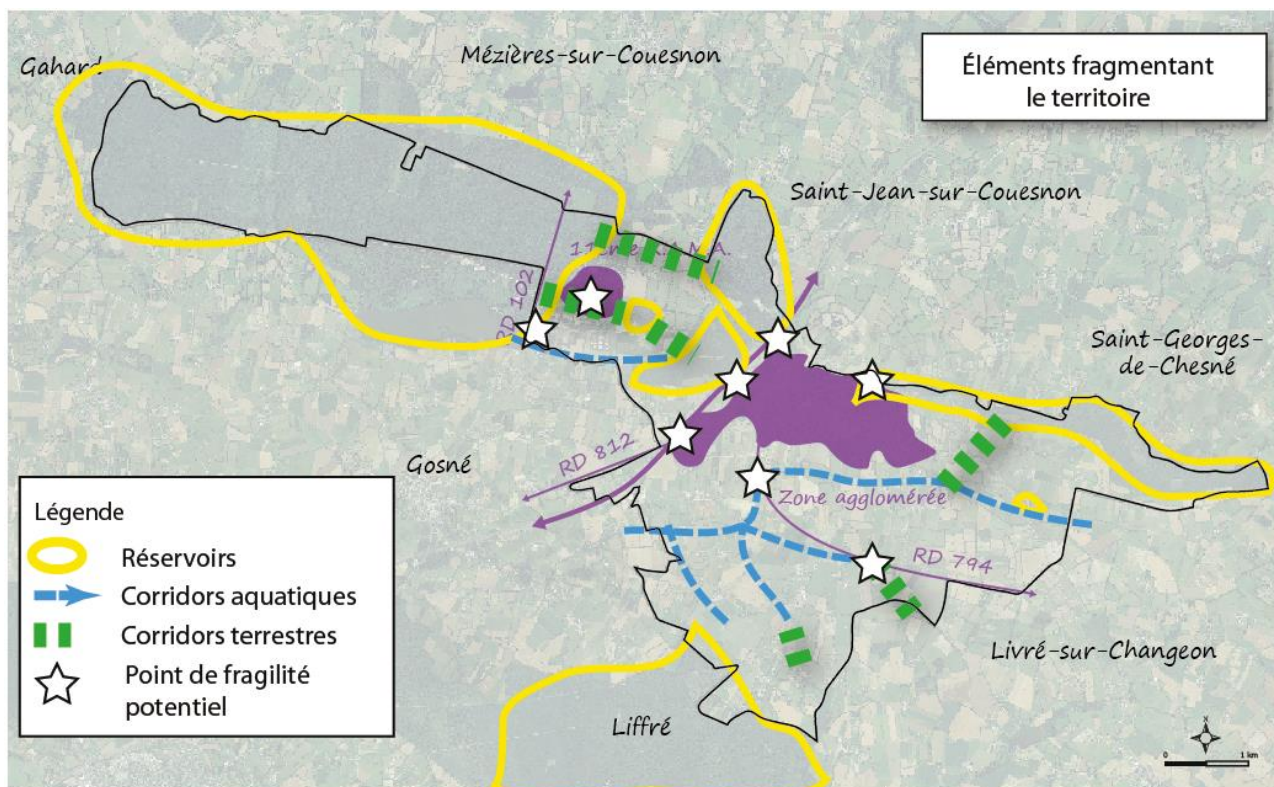 Gahard
Mézières-sur-Couesnon
Éléments fragmentant
le territoire
Saint-Jean-sur-Couesnon
11ème R.A.M.A.
RD 102
Saint-Georges-
de-Chesné
Gosné
RD 812
Zone agglomérée
RD 794
Livré-sur-Changeon
Liffré
Légende
Réservoirs
Corridors aquatiques
Corridors terrestres
Point de fragilité
potentiel
N
0 1 km